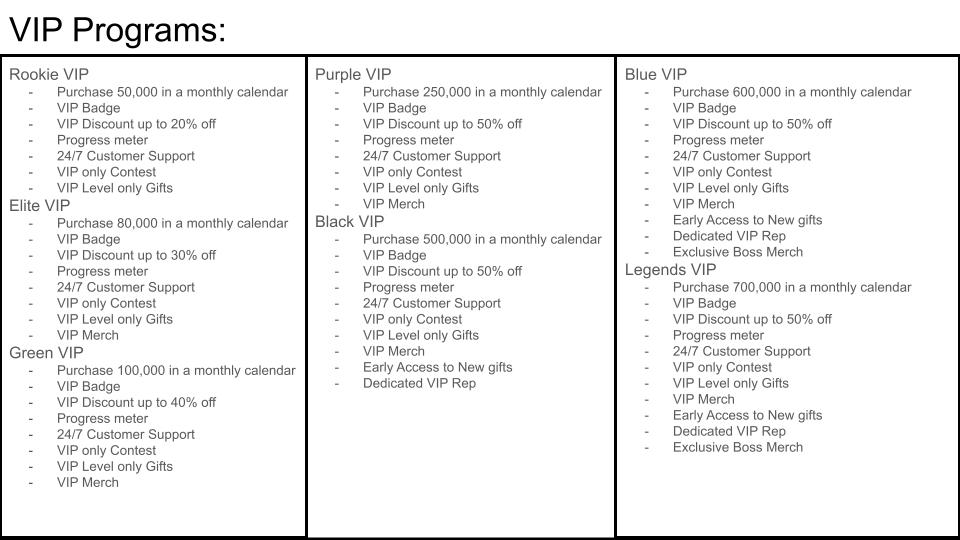 VIP Programs:
Rookie VIP
- Purchase 50,000 in a monthly calendar
- VIP Badge
- VIP Discount up to 20% off
- Progress meter
- 24/7 Customer Support
- VIP only Contest
- VIP Level only Gifts
Elite VIP
- Purchase 80,000 in a monthly calendar
- VIP Badge
- VIP Discount up to 30% off
- Progress meter
- 24/7 Customer Support
- VIP only Contest
- VIP Level only Gifts
- VIP Merch
Green VIP
- Purchase 100,000 in a monthly calendar
- VIP Badge
- VIP Discount up to 40% off
- Progress meter
- 24/7 Customer Support
- VIP only Contest
- VIP Level only Gifts
- VIP Merch
Purple VIP
- Purchase 250,000 in a monthly calendar
- VIP Badge
- VIP Discount up to 50% off
- Progress meter
- 24/7 Customer Support
- VIP only Contest
- VIP Level only Gifts
- VIP Merch
Black VIP
- Purchase 500,000 in a monthly calendar
- VIP Badge
- VIP Discount up to 50% off
- Progress meter
- 24/7 Customer Support
- VIP only Contest
- VIP Level only Gifts
- VIP Merch
- Early Access to New gifts
- Dedicated VIP Rep
Blue VIP
- Purchase 600,000 in a monthly calendar
- VIP Badge
- VIP Discount up to 50% off
- Progress meter
- 24/7 Customer Support
- VIP only Contest
- VIP Level only Gifts
- VIP Merch
- Early Access to New gifts
- Dedicated VIP Rep
- Exclusive Boss Merch
Legends VIP
- Purchase 700,000 in a monthly calendar
- VIP Badge
- VIP Discount up to 50% off
- Progress meter
- 24/7 Customer Support
- VIP only Contest
- VIP Level only Gifts
- VIP Merch
- Early Access to New gifts
- Dedicated VIP Rep
- Exclusive Boss Merch